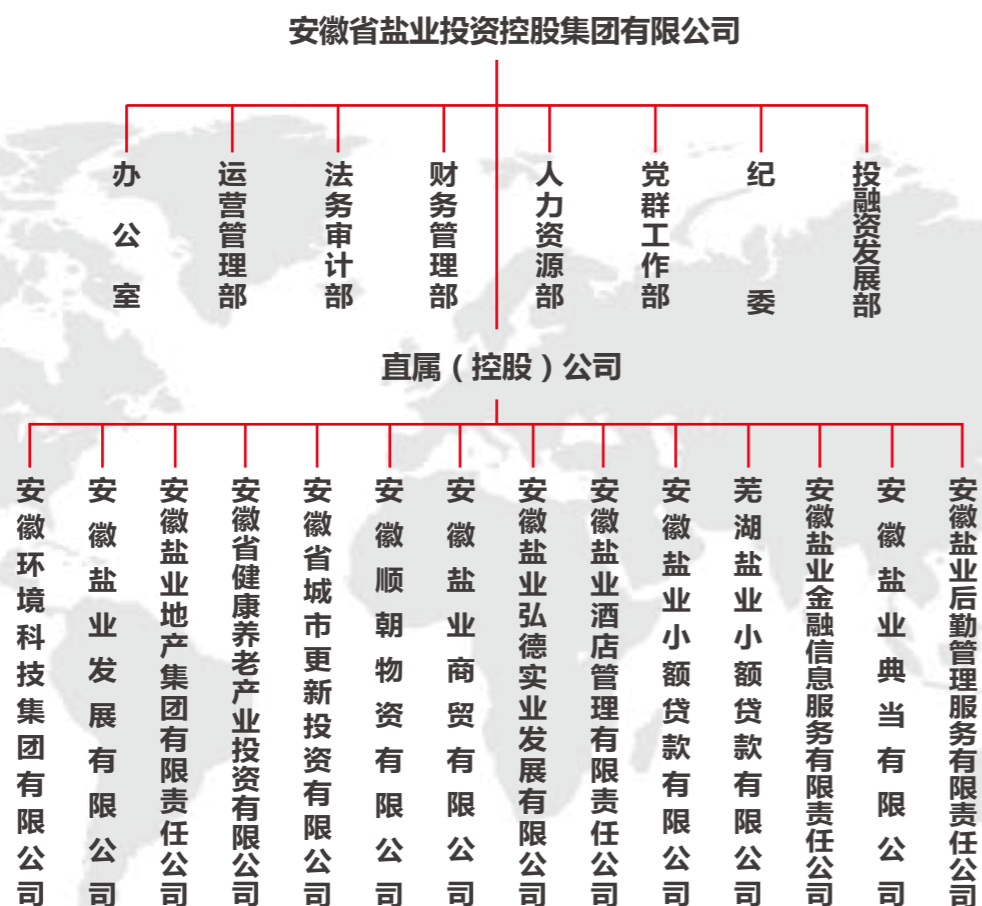 安徽省盐业投资控股集团有限公司
办公室
运营管理部
法务审计部
财务管理部
人力资源部
党群工作部
纪委
投融资发展部
直属（控股）公司
安徽环境科技集团有限公司
安徽盐业发展有限公司
安徽盐业地产集团有限责任公司
安徽省健康养老产业投资有限公司
安徽省城市更新投资有限公司
安徽顺朝物资有限公司
安徽盐业商贸有限公司
安徽盐业弘德实业发展有限公司
安徽盐业酒店管理有限责任公司
安徽盐业小额贷款有限公司
芜湖盐业小额贷款有限公司
安徽盐业金融信息服务有限责任公司
安徽盐业典当有限公司
安徽盐业后勤管理服务有限责任公司